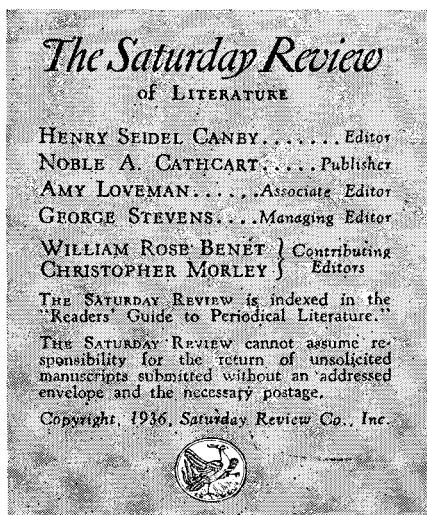 The Saturday Review
of LITERATURE
HENRY SEIDEL CANBY.......Editor
NOBLE A. CATHCART.....Publisher
AMY LOVEMAN......Associate Editor
GEORGE STEVENS....Managing Editor
WILLIAM ROSE BENÉT } Contributing
CHRISTOPHER MORLEY } Editors
THE SATURDAY REVIEW is indexed in the
"Readers' Guide to Periodical Literature."
THE SATURDAY REVIEW cannot assume re-
sponsibility for the return of unsolicited
manuscripts submitted without an addressed
envelope and the necessary postage.
Copyright, 1936, Saturday Review Co., Inc.